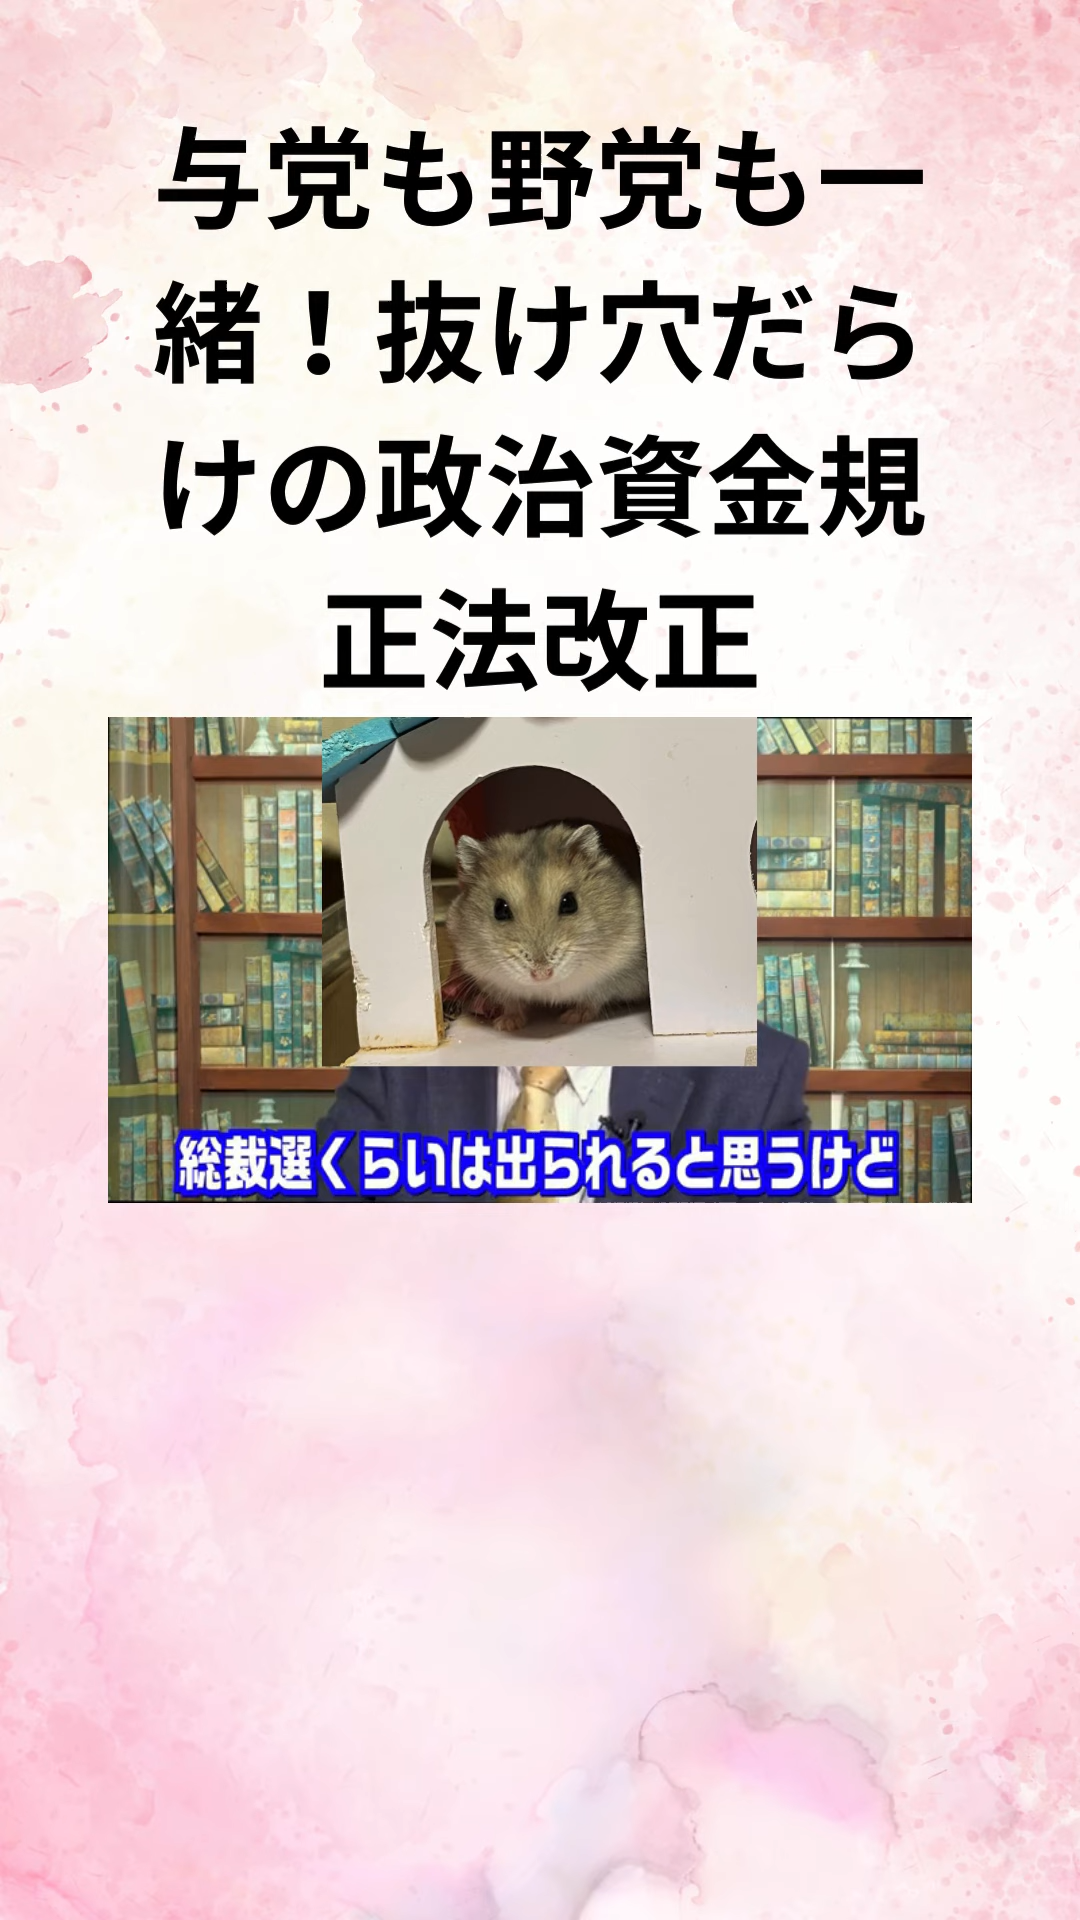 与党も野党も一
緒！抜け穴だら
けの政治資金規
正法改正
総裁選くらいは出られると思うけど